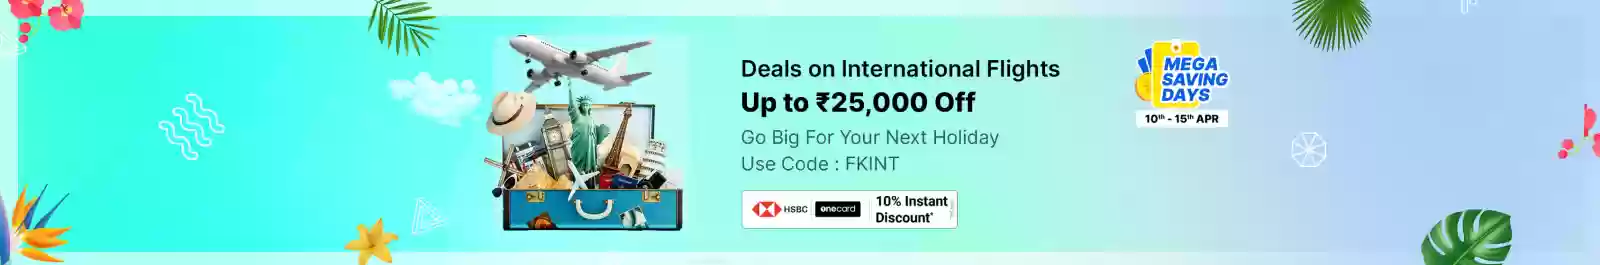 Deals on International Flights
Up to ₹25,000 Off
Go Big For Your Next Holiday
Use Code : FKINT
HSBC onecard 10% Instant
Discount*
MEGA
SAVING
DAYS
10th - 15th APR